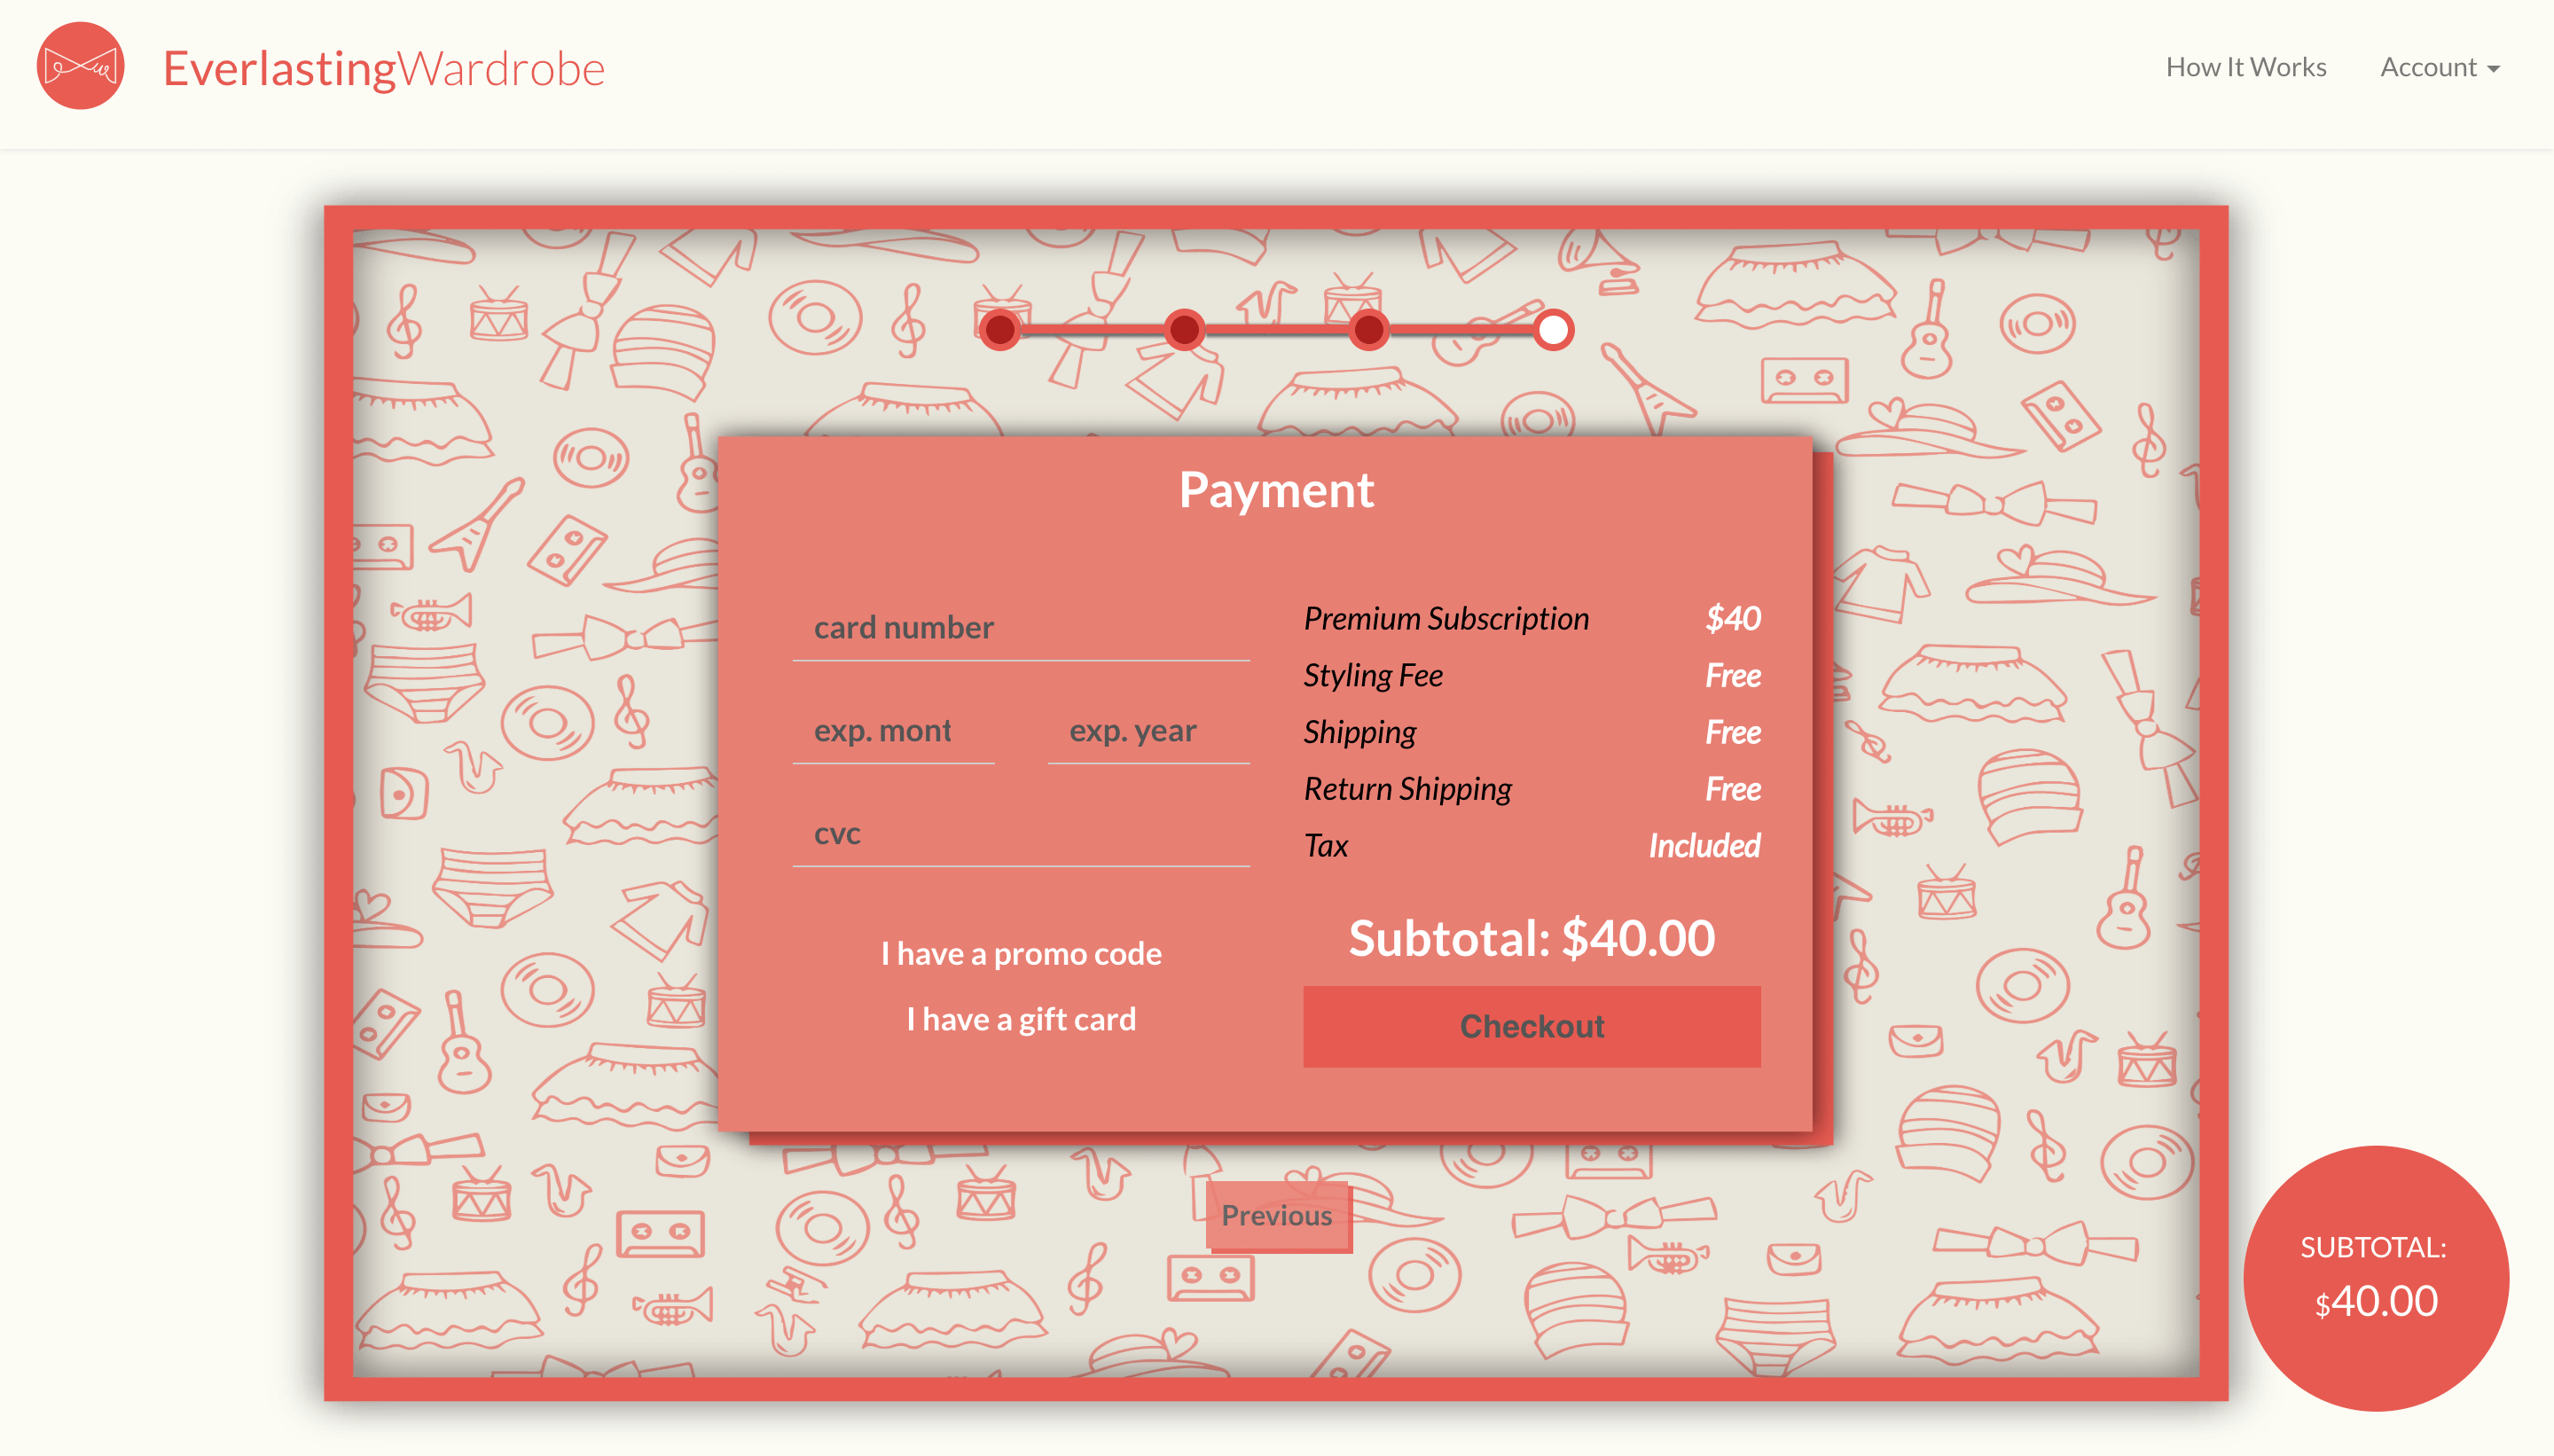 EverlastingWardrobe
How It Works
Account
Payment
card number
exp. mont
exp. year
cvc
I have a promo code
I have a gift card
Premium Subscription $40
Styling Fee Free
Shipping Free
Return Shipping Free
Tax Included
Subtotal: $40.00
Checkout
Previous
SUBTOTAL:
$40.00